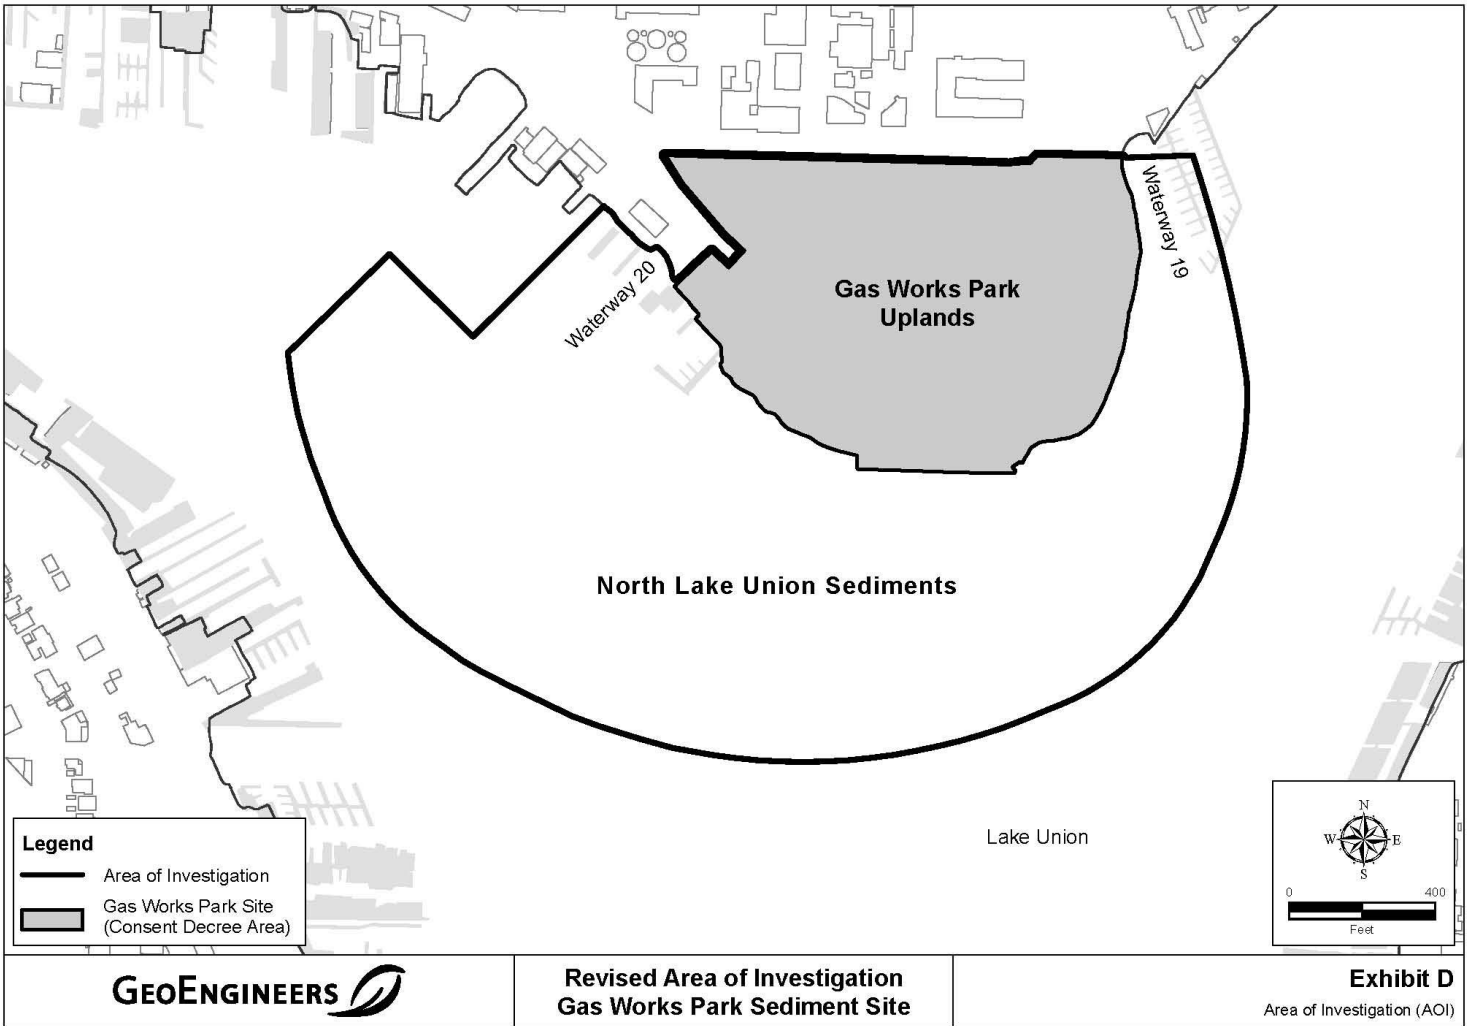 Waterway 19
Gas Works Park
Uplands
Waterway 20
North Lake Union Sediments
Lake Union
N
W E
S
0 400
Feet
Legend
Area of Investigation
Gas Works Park Site
(Consent Decree Area)
GEOENGINEERS
Revised Area of Investigation
Gas Works Park Sediment Site
Exhibit D
Area of Investigation (AOI)